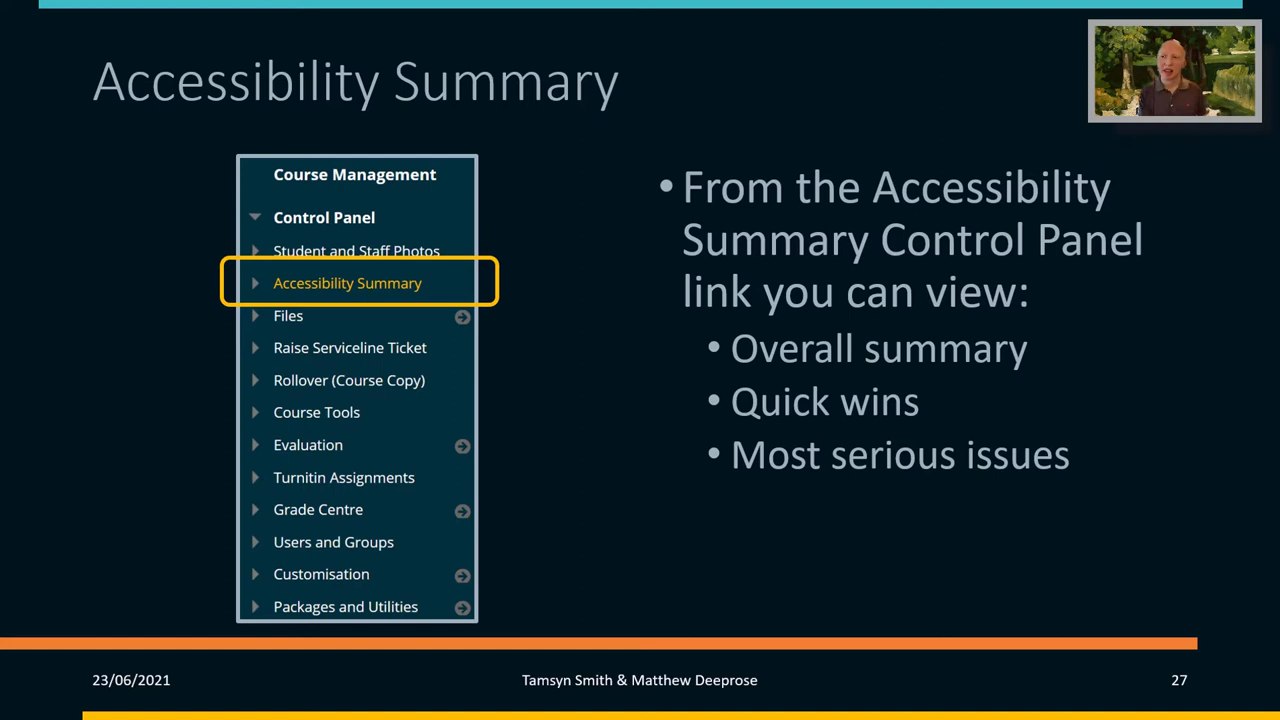 Accessibility Summary
Course Management
Control Panel
Student and Staff Photos
Accessibility Summary
Files
Raise Serviceline Ticket
Rollover (Course Copy)
Course Tools
Evaluation
Turnitin Assignments
Grade Centre
Users and Groups
Customisation
Packages and Utilities
• From the Accessibility
Summary Control Panel
link you can view:
• Overall summary
• Quick wins
• Most serious issues
23/06/2021
Tamsyn Smith & Matthew Deeprose
27